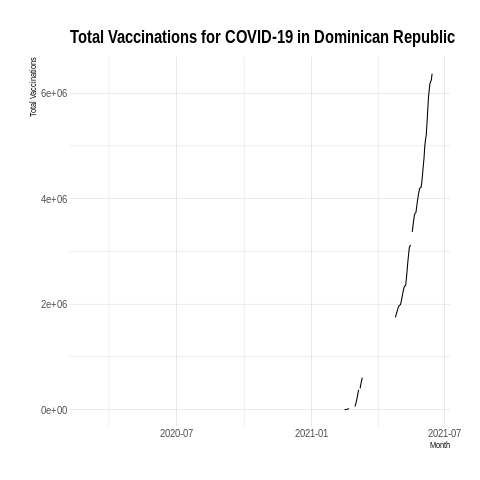 Total Vaccinations for COVID-19 in Dominican Republic
Total Vaccinations
6e+06
4e+06
2e+06
0e+00
2020-07
2021-01
2021-07
Month